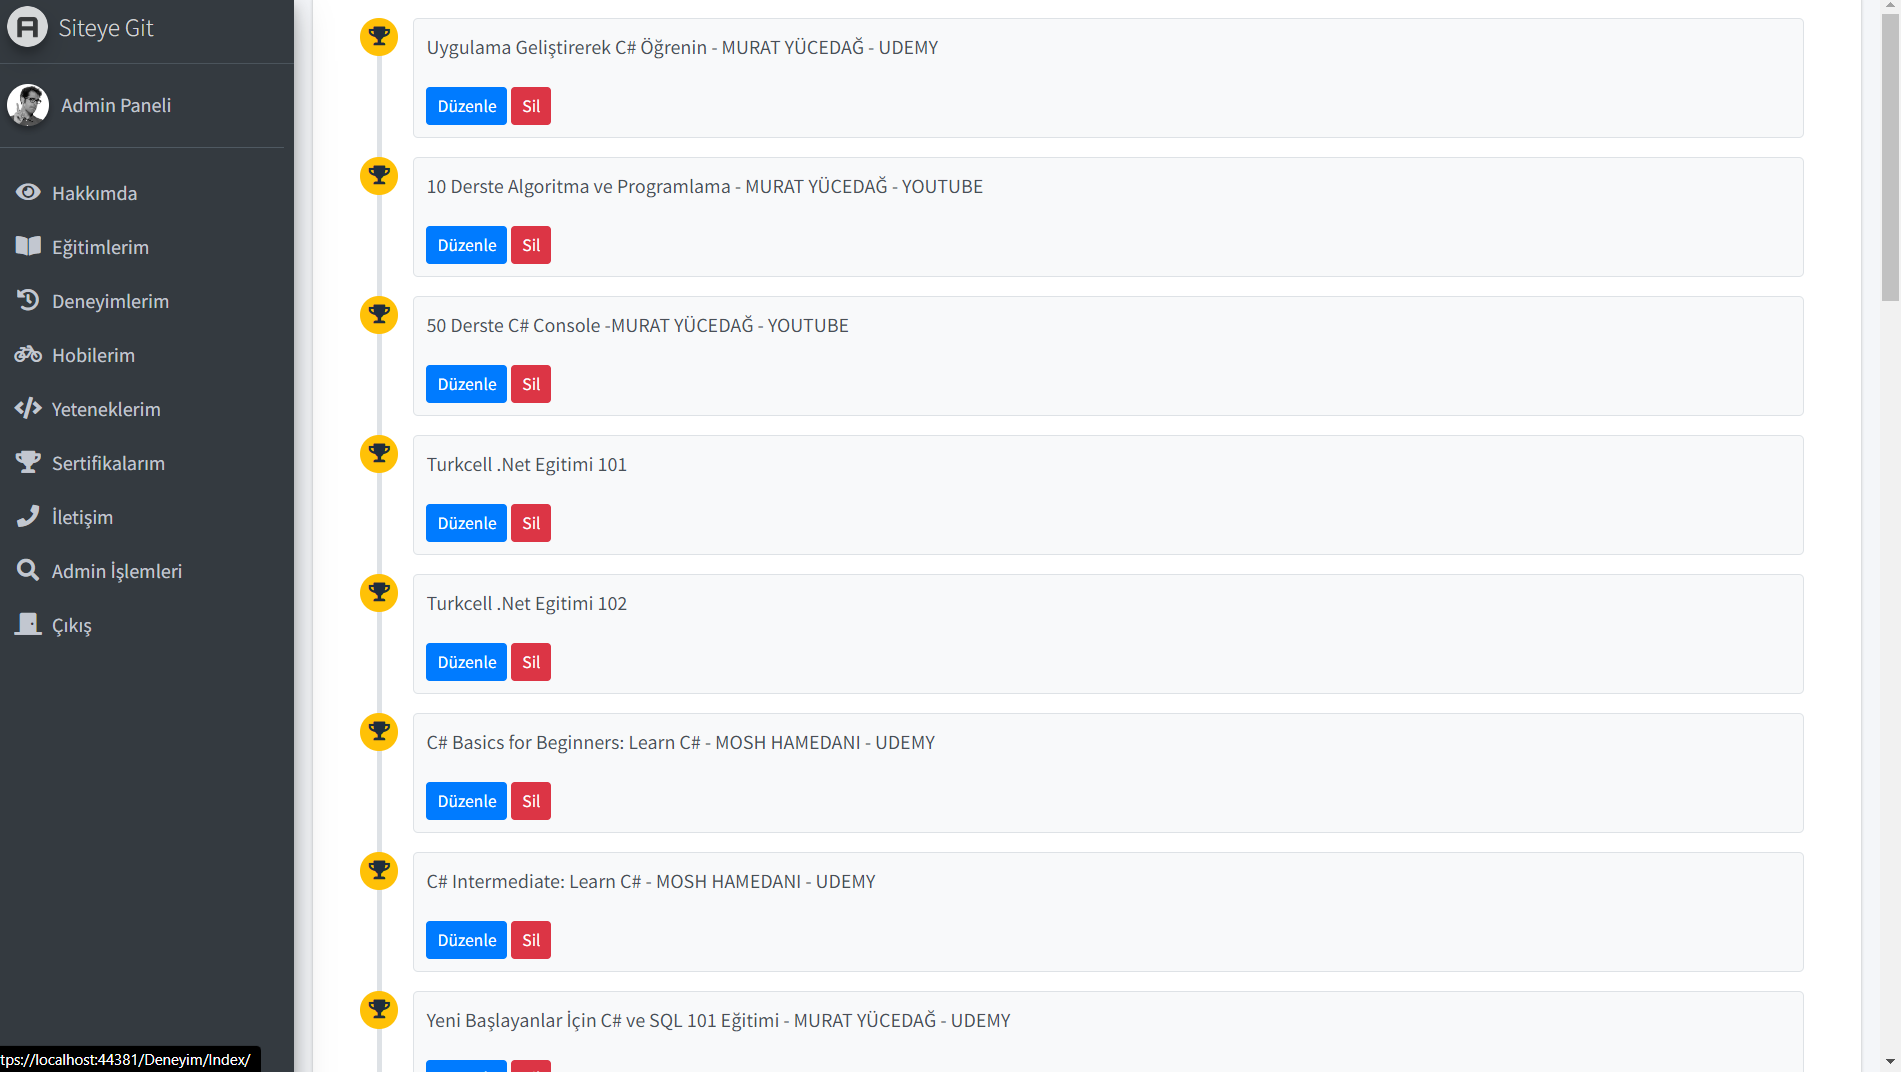 Siteye Git
Admin Paneli
Hakkımda
Eğitimlerim
Deneyimlerim
Hobilerim
Yeteneklerim
Sertifikalarım
İletişim
Admin İşlemleri
Çıkış
Uygulama Geliştirerek C# Öğrenin - MURAT YÜCEDAĞ - UDEMY
Düzenle Sil
10 Derste Algoritma ve Programlama - MURAT YÜCEDAĞ - YOUTUBE
Düzenle Sil
50 Derste C# Console -MURAT YÜCEDAĞ - YOUTUBE
Düzenle Sil
Turkcell .Net Egitimi 101
Düzenle Sil
Turkcell .Net Egitimi 102
Düzenle Sil
C# Basics for Beginners: Learn C# - MOSH HAMEDANI - UDEMY
Düzenle Sil
C# Intermediate: Learn C# - MOSH HAMEDANI - UDEMY
Düzenle Sil
Yeni Başlayanlar İçin C# ve SQL 101 Eğitimi - MURAT YÜCEDAĞ - UDEMY
tps://localhost:44381/Deneyim/Index/